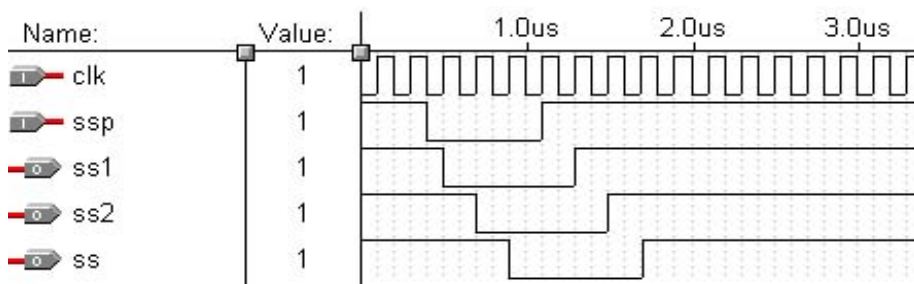 Name: Value: 1.0us 2.0us 3.0us
I clk 1
I ssp 1
O ss1 1
O ss2 1
O ss 1